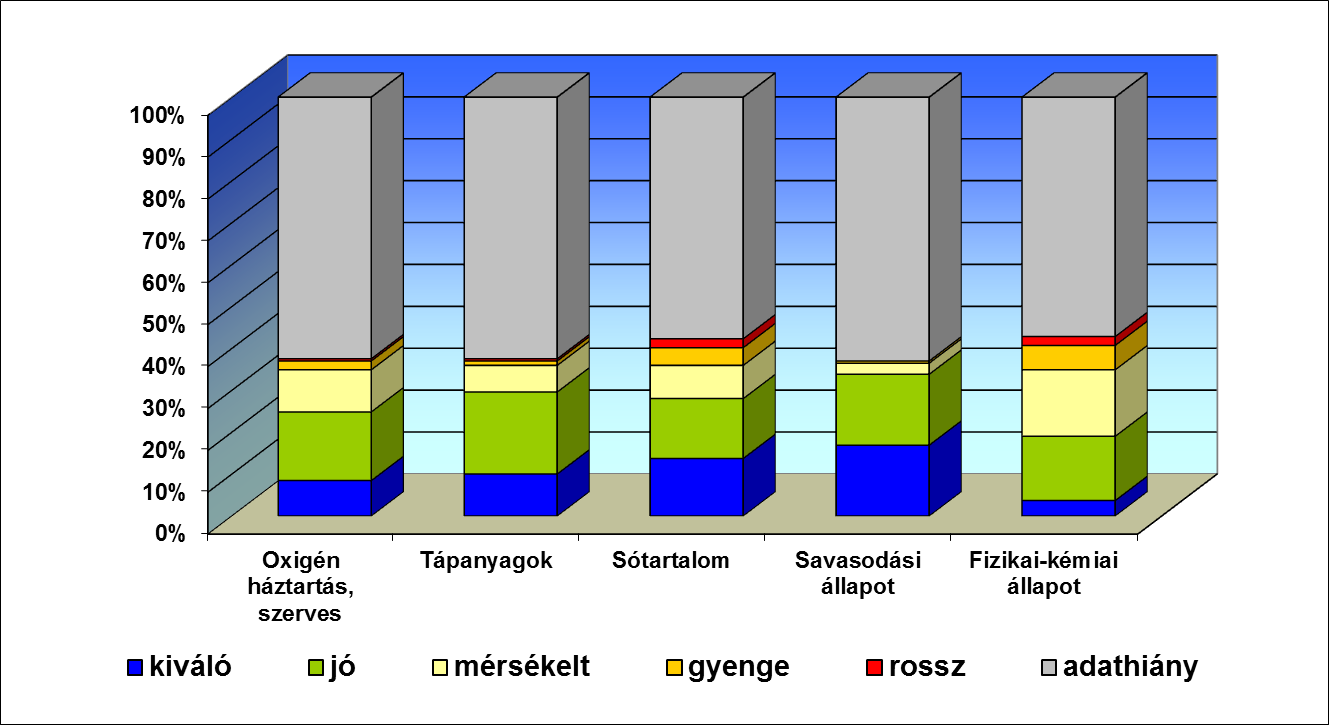 100%
90%
80%
70%
60%
50%
40%
30%
20%
10%
0%
Oxigén
háztartás,
szerves
Tápanyagok
Sótartalom
Savasodási
állapot
Fizikai-kémiai
állapot
kiváló jó mérsékelt gyenge rossz adathiány